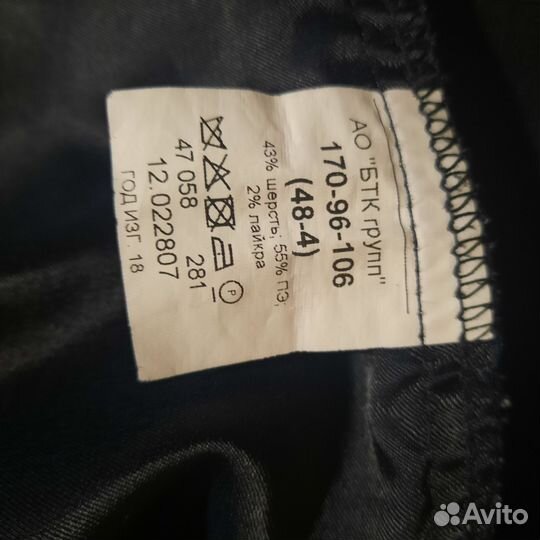 АО "БТК групп"
170-96-106
(48-4)
43% шерсть; 55% ПЭ;
2% лайкра
P
281
47 058
12.022807
ГОД ИЗГ. 18
Avito